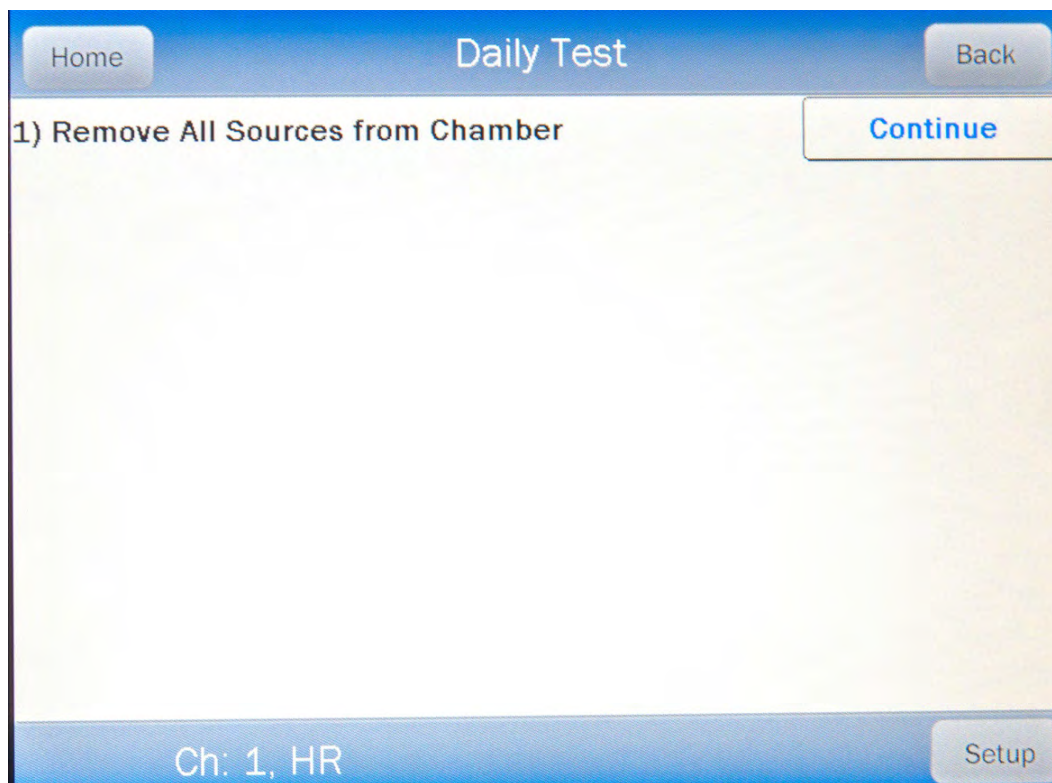 Home Daily Test Back
1) Remove All Sources from Chamber Continue
Ch: 1, HR Setup